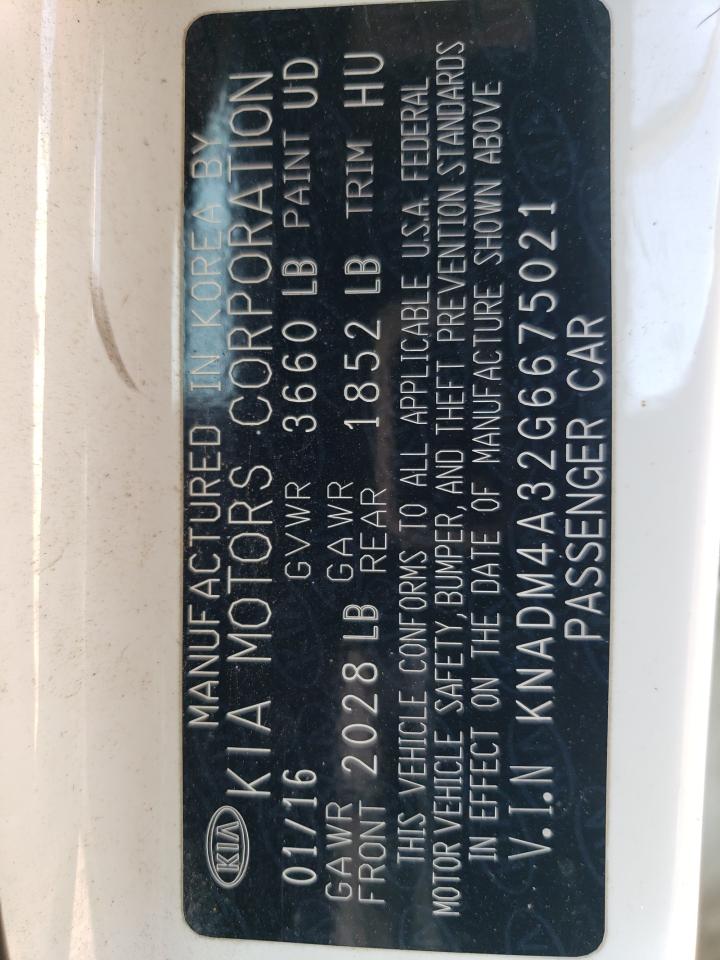 MANUFACTURED IN KOREA BY
KIA KIA MOTORS CORPORATION
01/16 GVWR 3660 LB PAINT UD
GAWR FRONT 2028 LB GAWR REAR 1852 LB TRIM HU
THIS VEHICLE CONFORMS TO ALL APPLICABLE U.S.A. FEDERAL
MOTOR VEHICLE SAFETY, BUMPER, AND THEFT PREVENTION STANDARDS
IN EFFECT ON THE DATE OF MANUFACTURE SHOWN ABOVE
V.I.N KNADM4A32G6675021
PASSENGER CAR